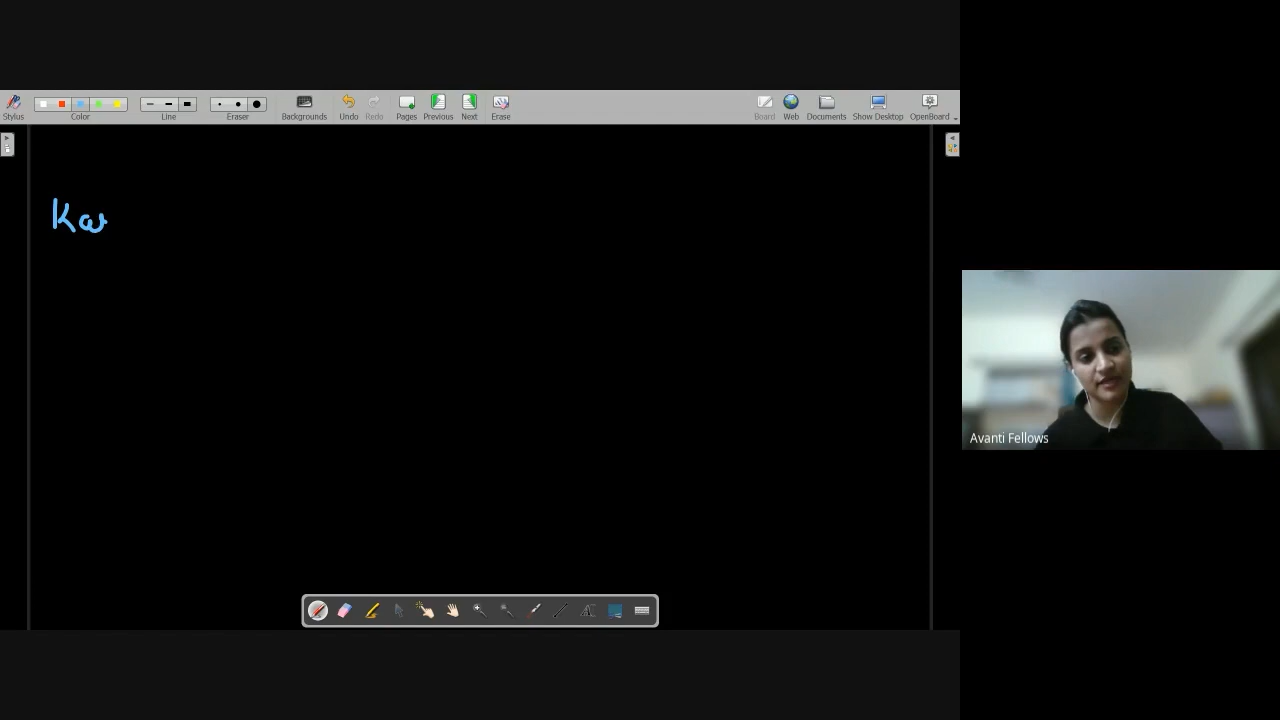 Stylus Color Line Eraser Backgrounds Undo Redo Pages Previous Next Erase Board Web Documents Show Desktop OpenBoard
Kar
Avanti Fellows